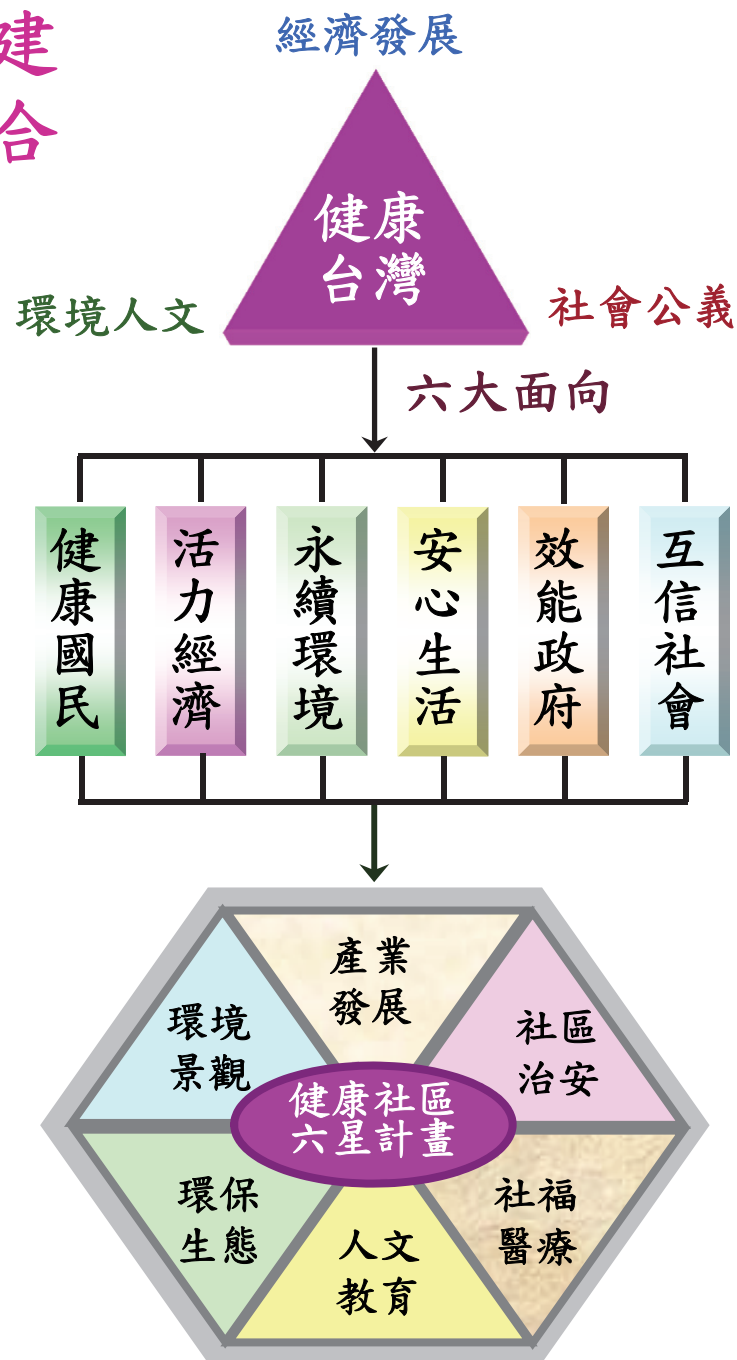 建
合
經濟發展
健康
台灣
環境人文
社會公義
六大面向
健康國民
活力經濟
永續環境
安心生活
效能政府
互信社會
產業
發展
環境
景觀
社區
治安
健康社區
六星計畫
環保
生態
社福
醫療
人文
教育